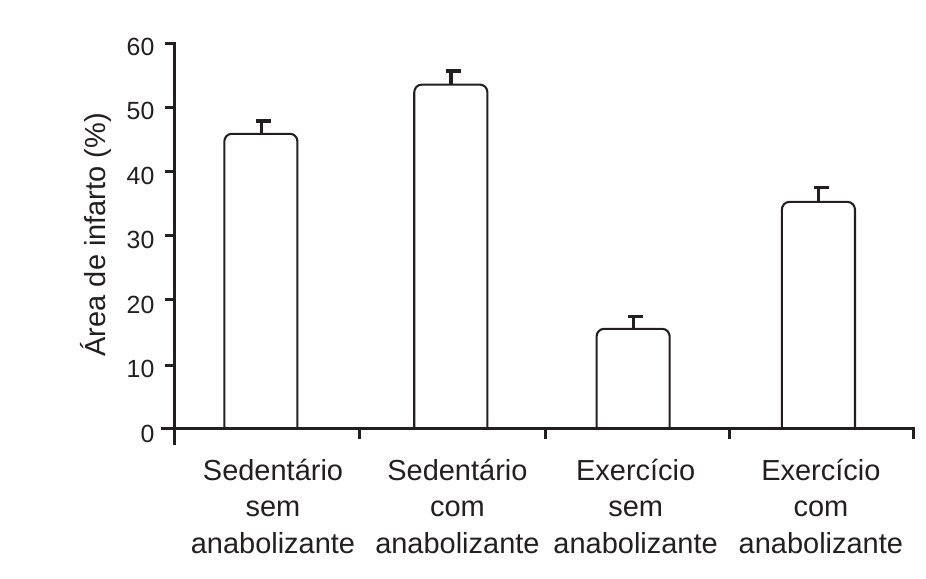 60
50
40
30
20
10
0
Área de infarto (%)
Sedentário
sem
anabolizante
Sedentário
com
anabolizante
Exercício
sem
anabolizante
Exercício
com
anabolizante